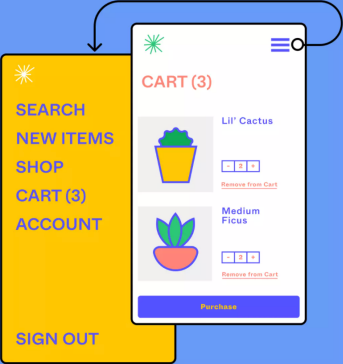 SEARCH
NEW ITEMS
SHOP
CART (3)
ACCOUNT
SIGN OUT
CART (3)
Lil' Cactus
- 2 +
Remove from Cart
Medium
Ficus
- 2 +
Remove from Cart
Purchase